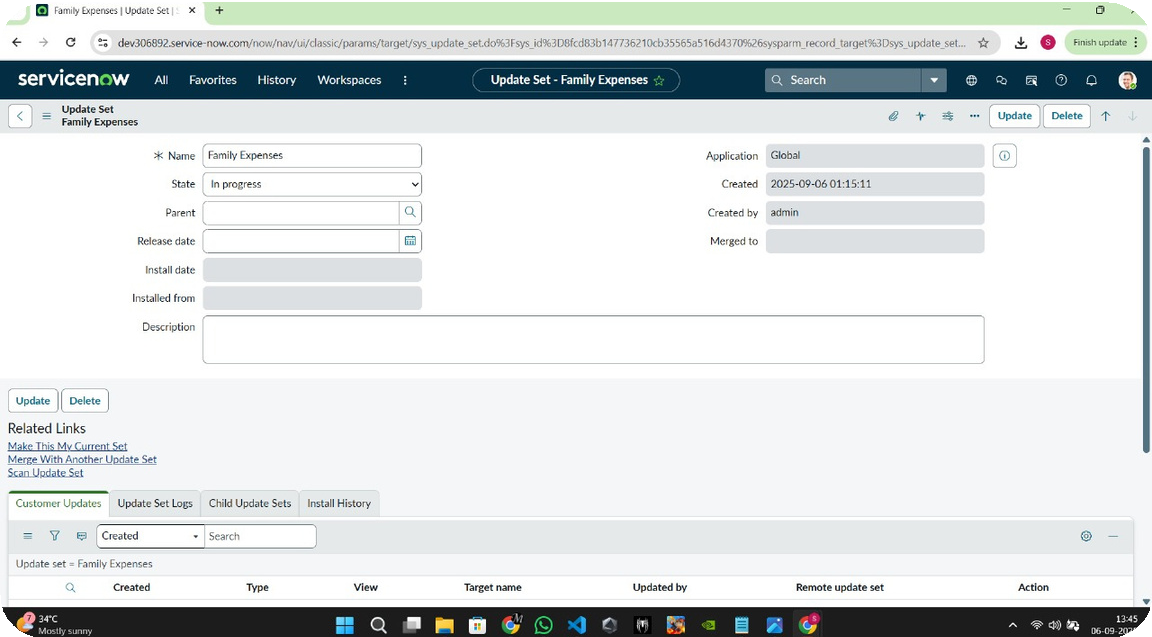 Family Expenses | Update Set | S
dev306892.service-now.com/now/nav/ui/classic/params/target/sys_update_set.do%3Fsys_id%3D8fcd83b147736210cb35565a516d4370%26sysparm_record_target%3Dsys_update_set...
S
Finish update
servicenow
All
Favorites
History
Workspaces
Update Set - Family Expenses
Search
Update Set
Family Expenses
Update
Delete
Name
Family Expenses
Application
Global
State
In progress
Created
2025-09-06 01:15:11
Parent
Created by
admin
Release date
Merged to
Install date
Installed from
Description
Update
Delete
Related Links
Make This My Current Set
Merge With Another Update Set
Scan Update Set
Customer Updates
Update Set Logs
Child Update Sets
Install History
Created
Search
Update set = Family Expenses
Created
Type
View
Target name
Updated by
Remote update set
Action
7
34°C
Mostly sunny
M
S
13:45